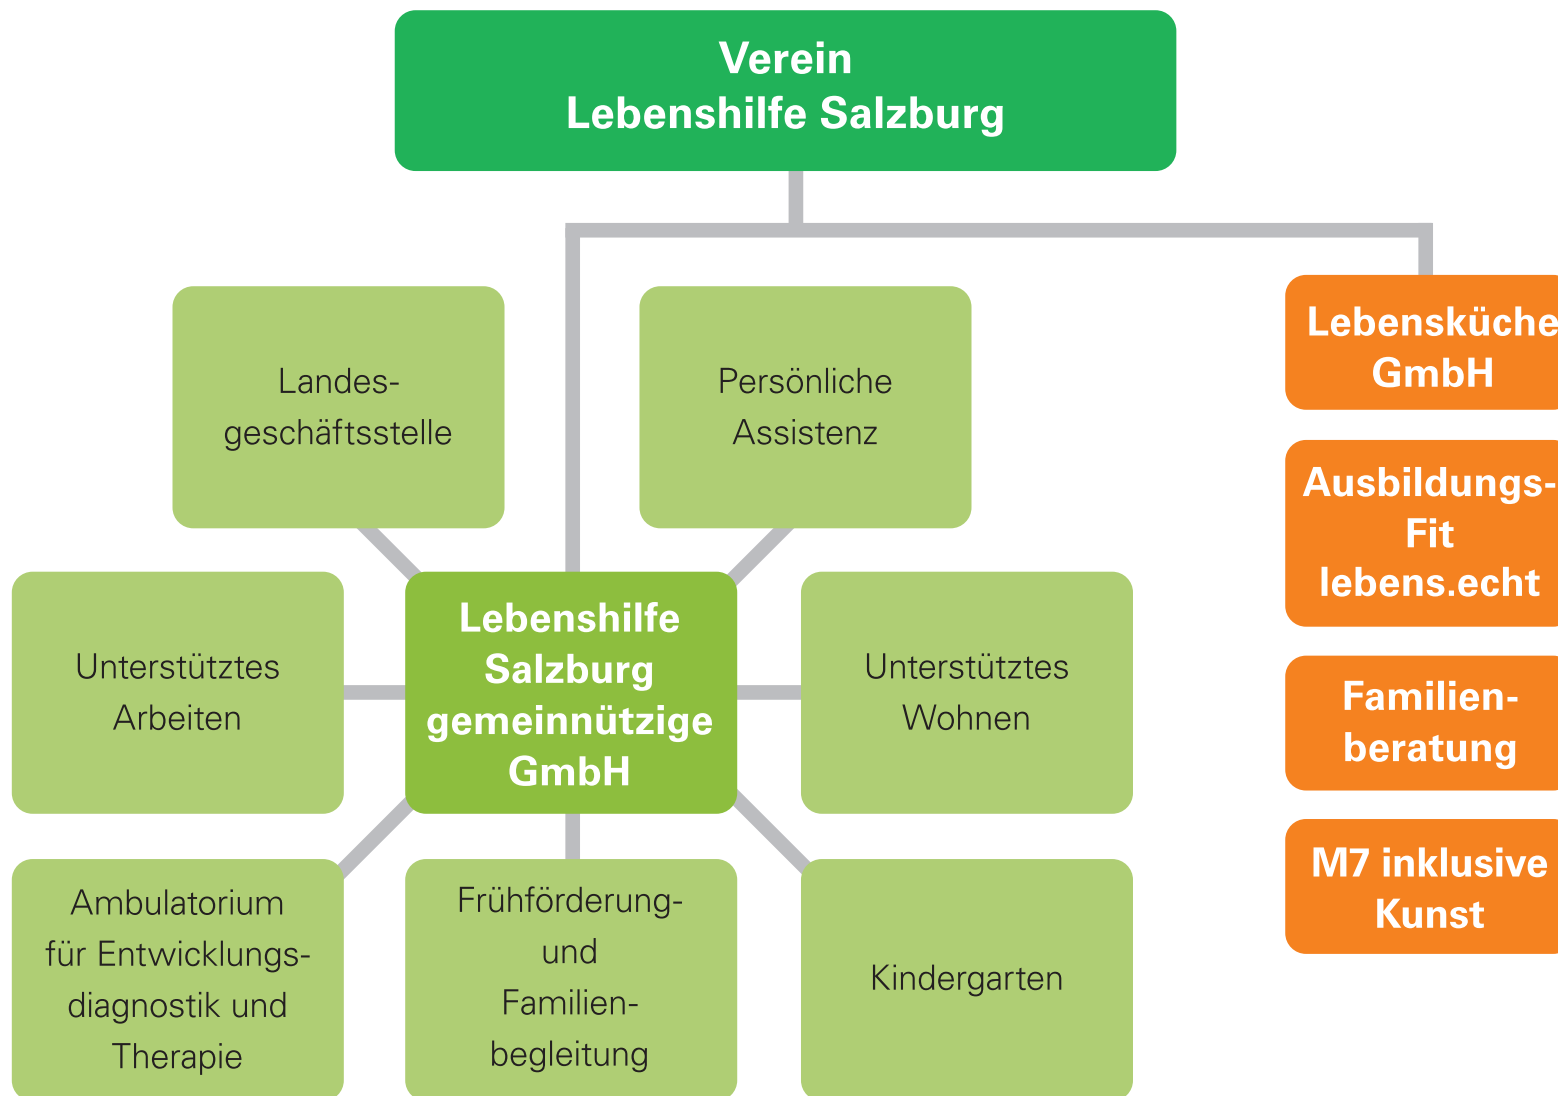 Verein
Lebenshilfe Salzburg
Landes-
geschäftsstelle
Persönliche
Assistenz
Lebensküche
GmbH
Ausbildungs-
Fit
lebens.echt
Unterstütztes
Arbeiten
Lebenshilfe
Salzburg
gemeinnützige
GmbH
Unterstütztes
Wohnen
Familien-
beratung
Ambulatorium
für Entwicklungs-
diagnostik und
Therapie
Frühförderung-
und
Familien-
begleitung
Kindergarten
M7 inklusive
Kunst